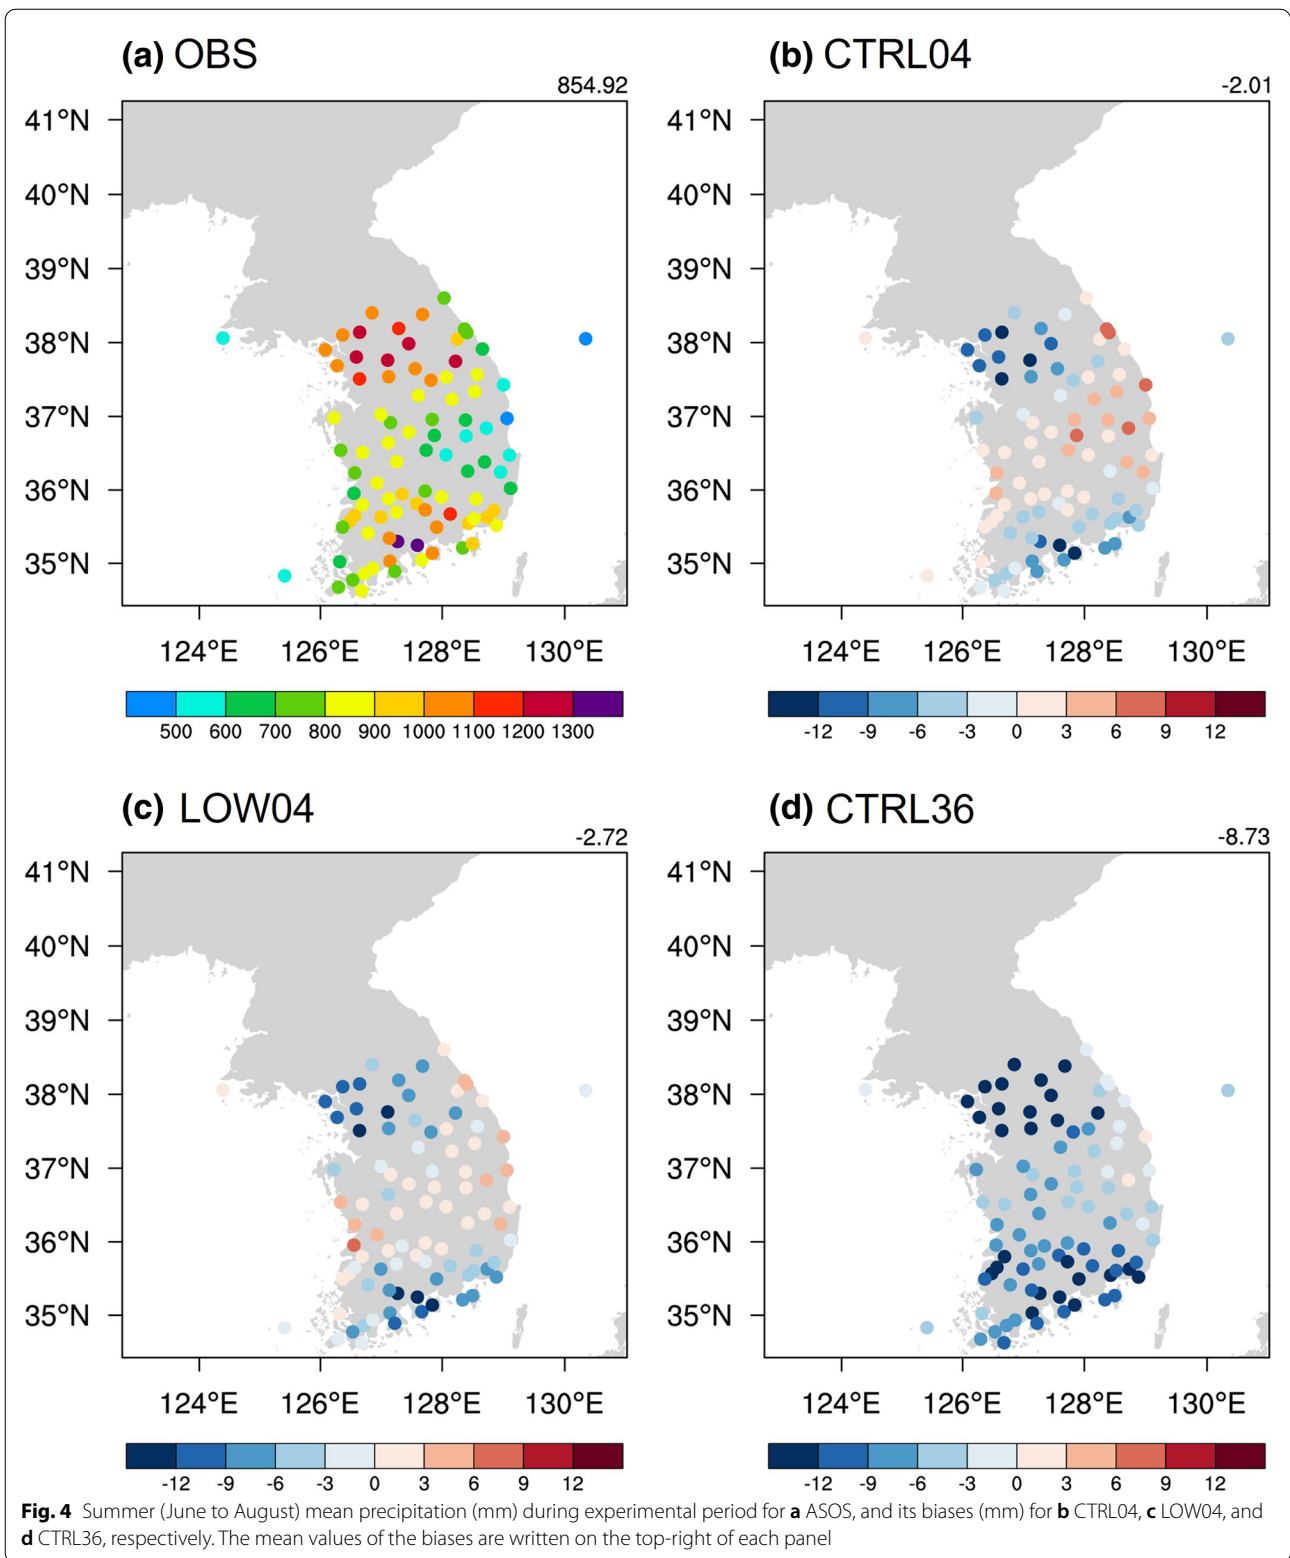 (a) OBS
854.92
41°N
40°N
39°N
38°N
37°N
36°N
35°N
124°E 126°E 128°E 130°E
500 600 700 800 900 1000 1100 1200 1300
(b) CTRL04
-2.01
41°N
40°N
39°N
38°N
37°N
36°N
35°N
124°E 126°E 128°E 130°E
-12 -9 -6 -3 0 3 6 9 12
(c) LOW04
-2.72
41°N
40°N
39°N
38°N
37°N
36°N
35°N
124°E 126°E 128°E 130°E
-12 -9 -6 -3 0 3 6 9 12
(d) CTRL36
-8.73
41°N
40°N
39°N
38°N
37°N
36°N
35°N
124°E 126°E 128°E 130°E
-12 -9 -6 -3 0 3 6 9 12
Fig. 4 Summer (June to August) mean precipitation (mm) during experimental period for a ASOS, and its biases (mm) for b CTRL04, c LOW04, and
d CTRL36, respectively. The mean values of the biases are written on the top-right of each panel